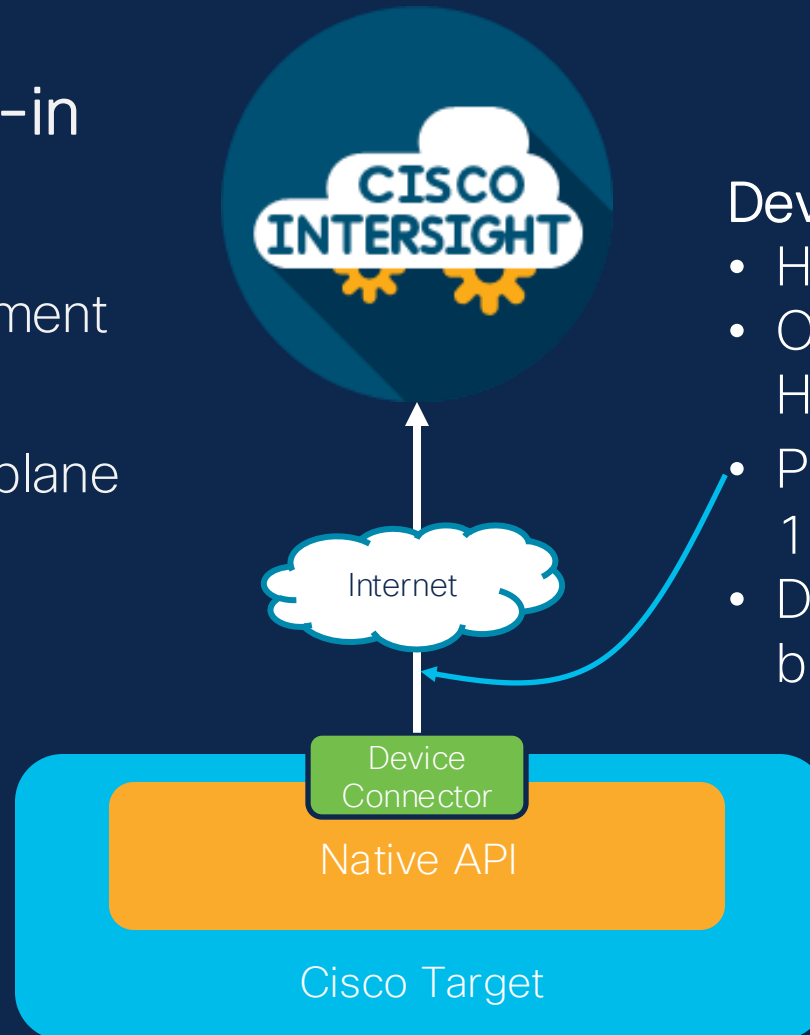 -in
ment
plane
CISCO
INTERSIGHT
Internet
Device
Connector
Native API
Cisco Target
Dev
• H
• O
H
• P
1
• D
b